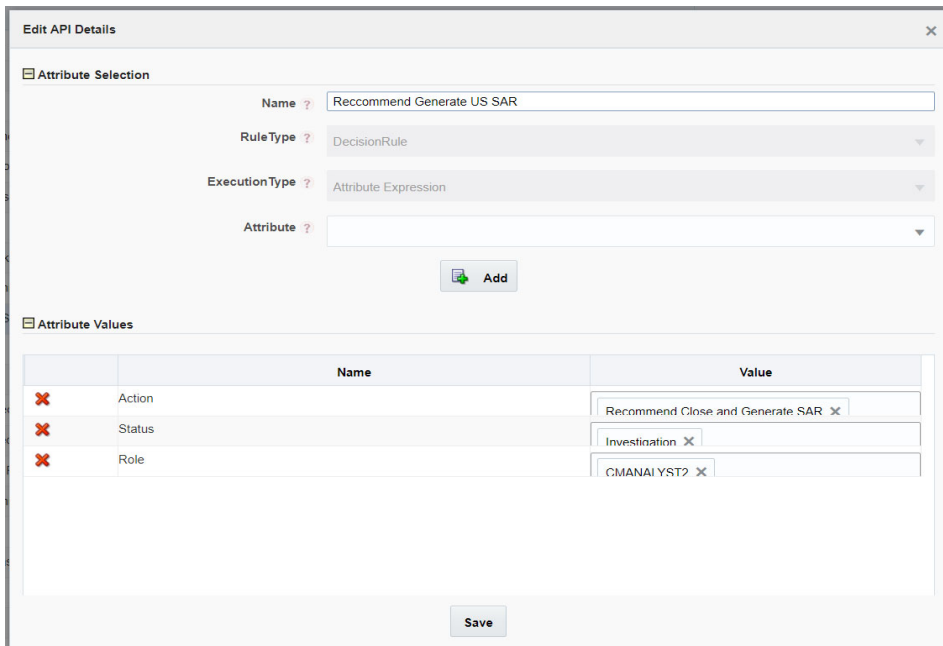 Edit API Details
Attribute Selection
Name ? Reccommend Generate US SAR
RuleType ? DecisionRule
ExecutionType ? Attribute Expression
Attribute ?
Add
Attribute Values
Name Value
Action Recommend Close and Generate SAR
Status Investigation
Role CMANALYST2
Save